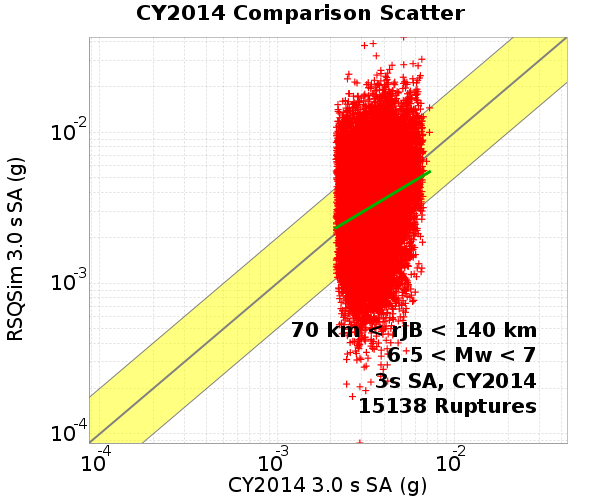 CY2014 Comparison Scatter
RSQSim 3.0 s SA (g)
10-2
10-3
10-4
70 km < rJB < 140 km
6.5 < Mw < 7
3s SA, CY2014
15138 Ruptures
10-4
10-3
10-2
CY2014 3.0 s SA (g)